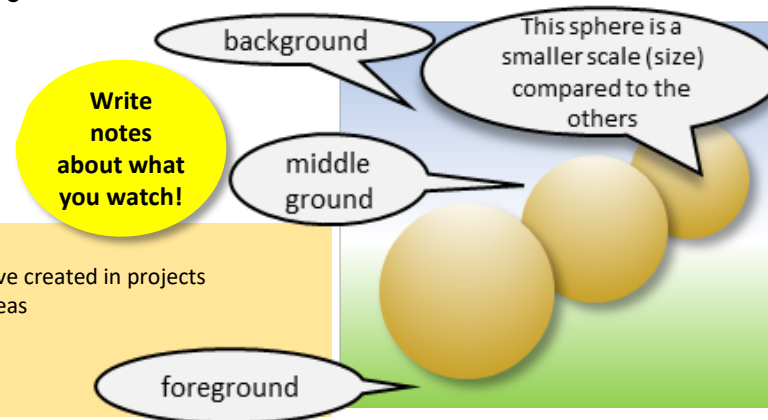 background
This sphere is a
smaller scale (size)
compared to the
others
Write
notes
about what
you watch!
middle
ground
ve created in projects
eas
foreground